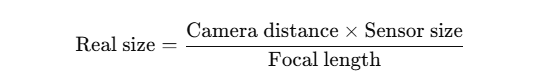 Real size = Camera distance × Sensor size
Focal length